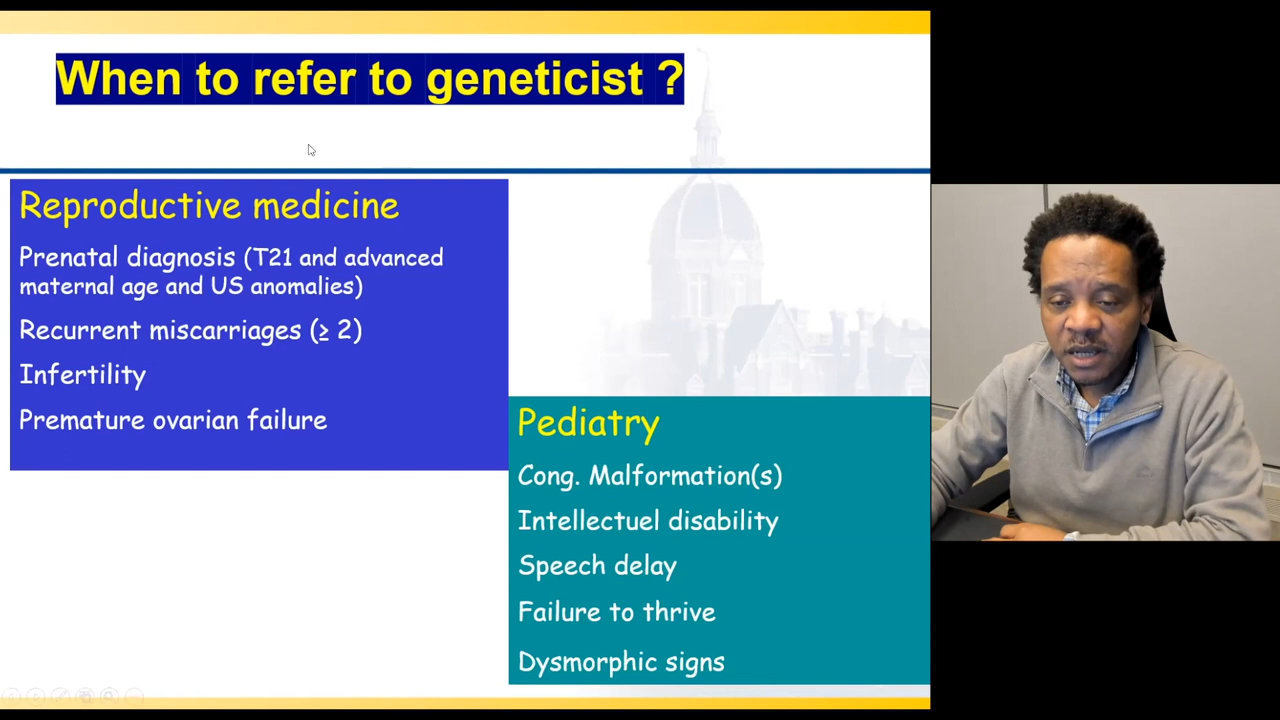 When to refer to geneticist ?
Reproductive medicine
Prenatal diagnosis (T21 and advanced
maternal age and US anomalies)
Recurrent miscarriages (≥ 2)
Infertility
Premature ovarian failure
Pediatry
Cong. Malformation(s)
Intellectuel disability
Speech delay
Failure to thrive
Dysmorphic signs